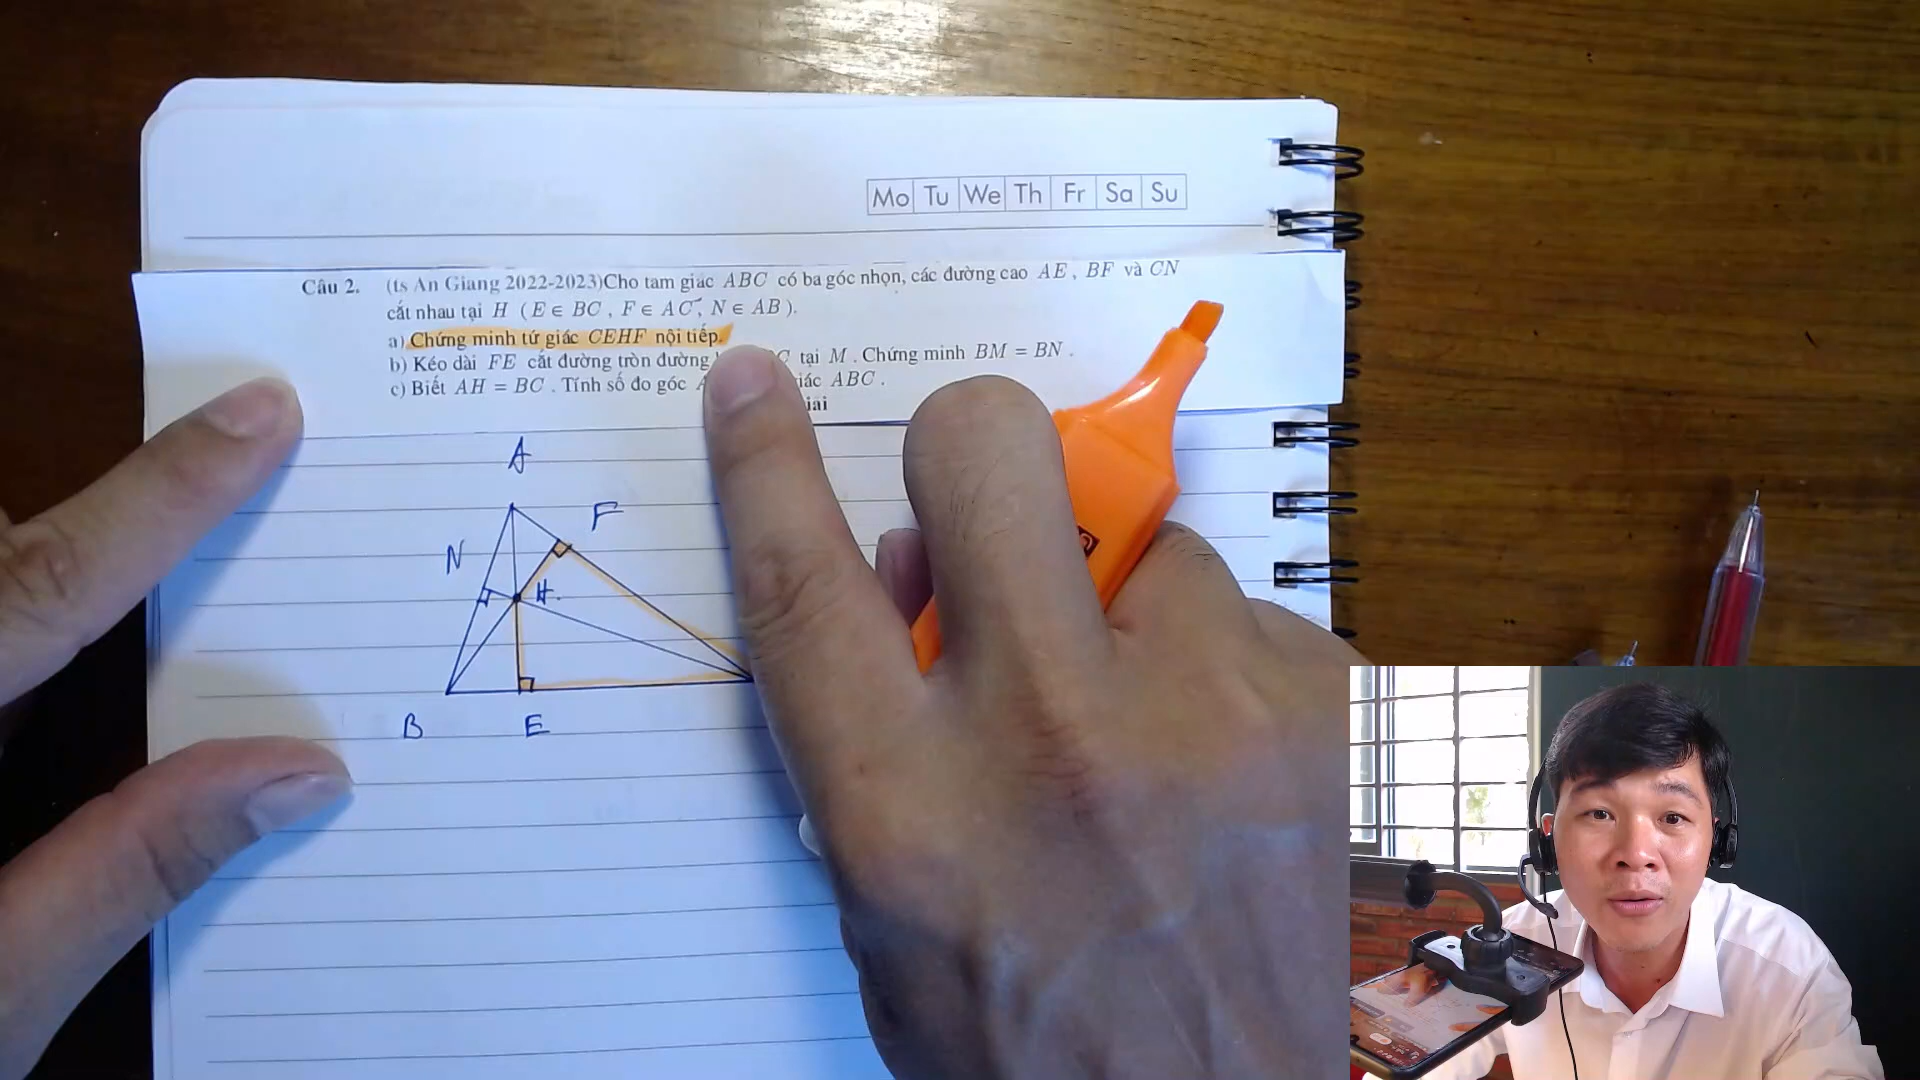 Mo Tu We Th Fr Sa Su
Câu 2. (ts An Giang 2022-2023)Cho tam giác ABC có ba góc nhọn, các đường cao AE, BF và CN
cắt nhau tại H (E ∈ BC, F ∈ AC, N ∈ AB).
a) Chứng minh tứ giác CEHF nội tiếp.
b) Kéo dài FE cắt đường tròn đường tại M. Chứng minh BM = BN.
c) Biết AH = BC. Tính số đo góc ABC.
A
F
N
H
B E